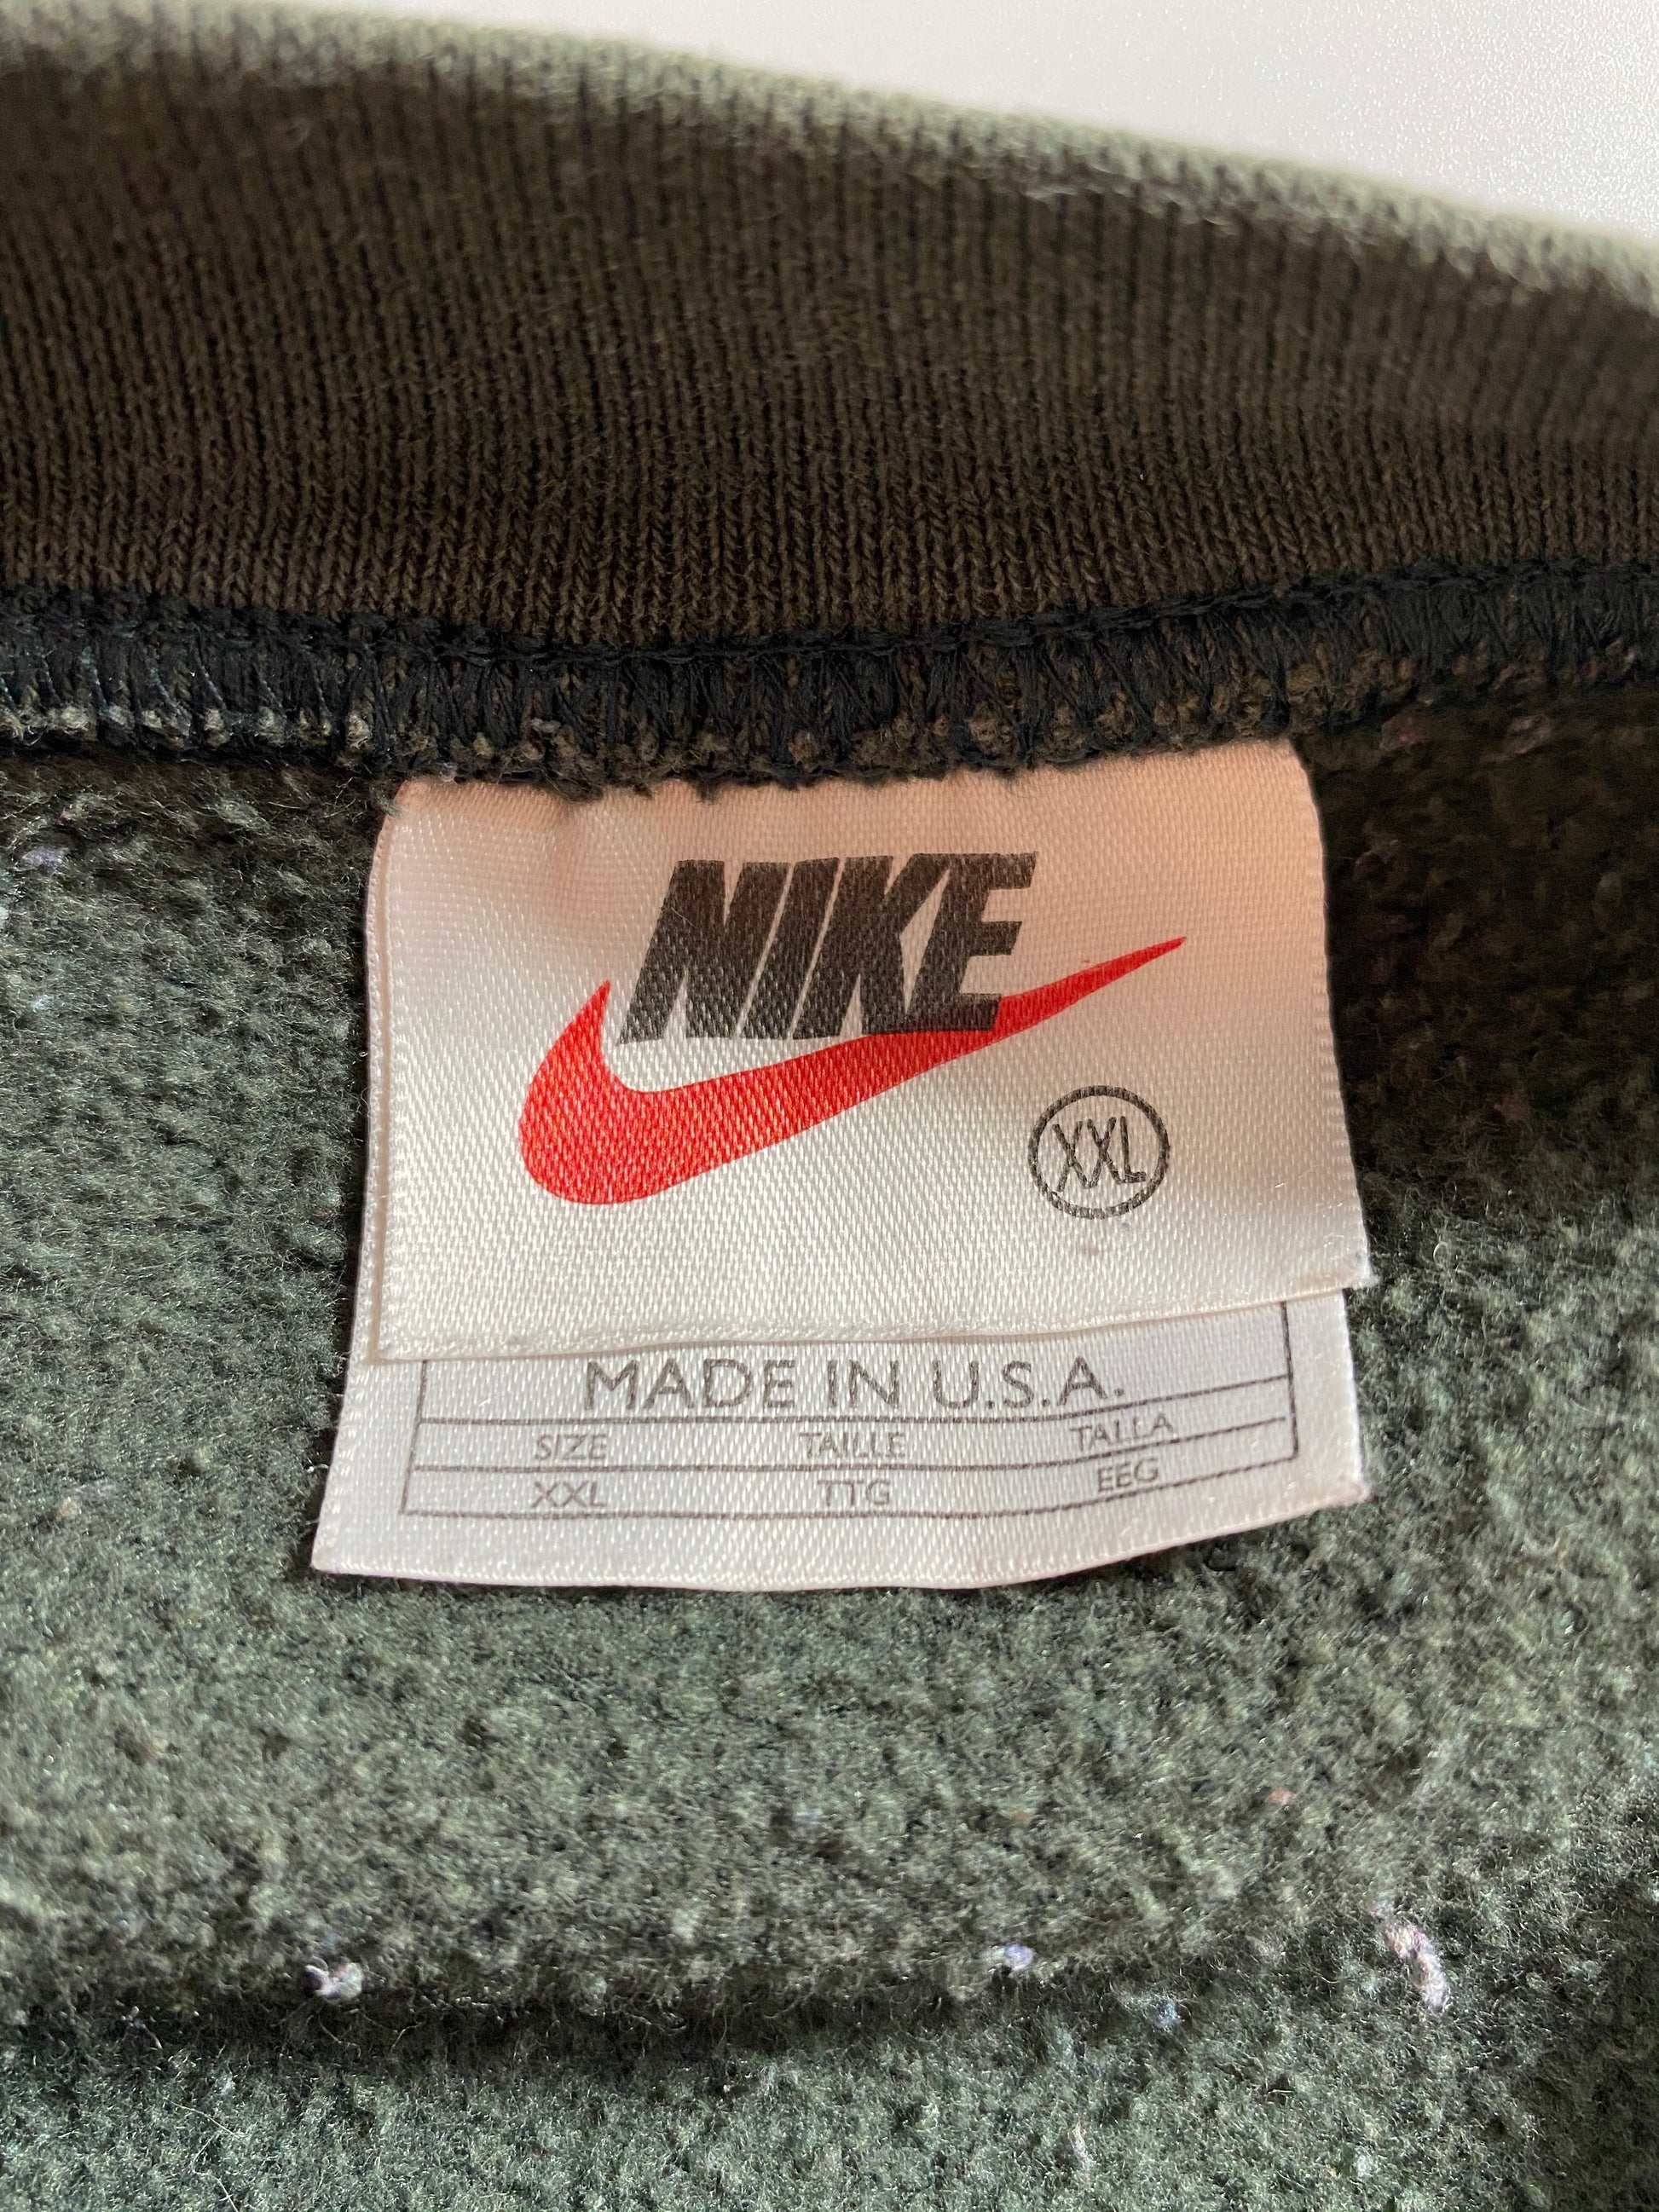 NIKE
XXL
MADE IN U.S.A.
SIZE TAILLE TALLA
XXL TTG EEG